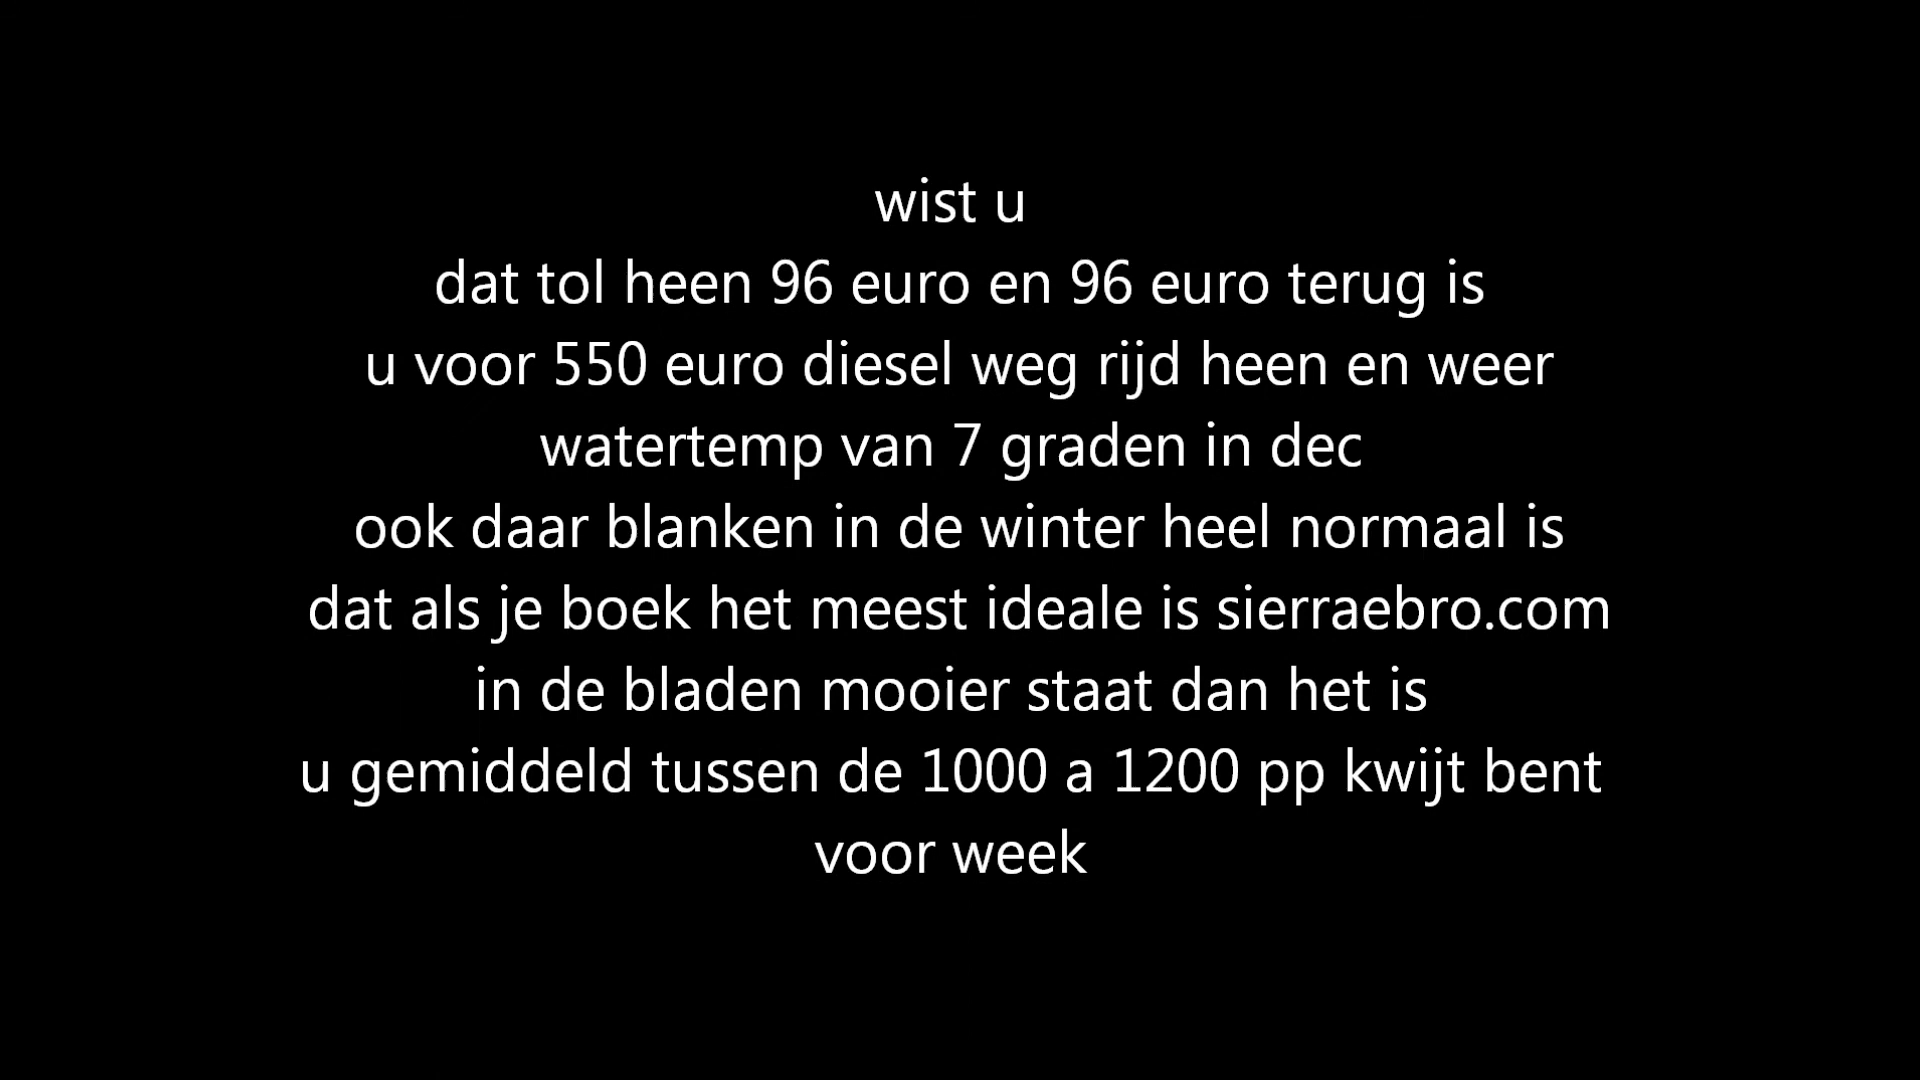 wist u
dat tol heen 96 euro en 96 euro terug is
u voor 550 euro diesel weg rijd heen en weer
watertemp van 7 graden in dec
ook daar blanken in de winter heel normaal is
dat als je boek het meest ideale is sierraebro.com
in de bladen mooier staat dan het is
u gemiddeld tussen de 1000 a 1200 pp kwijt bent
voor week